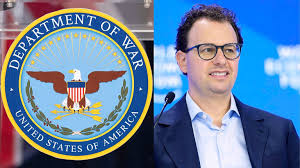 DEPARTMENT OF WAR
UNITED STATES OF AMERICA